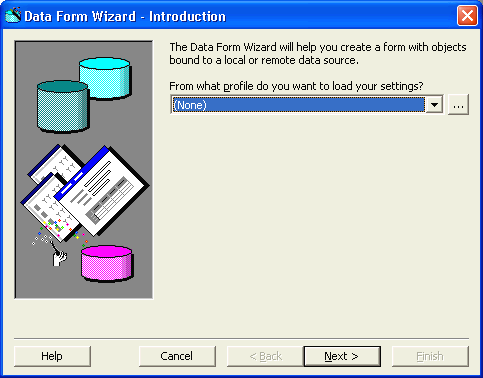 Data Form Wizard - Introduction
The Data Form Wizard will help you create a form with objects
bound to a local or remote data source.
From what profile do you want to load your settings?
(None)
...
Help
Cancel
< Back
Next >
Finish